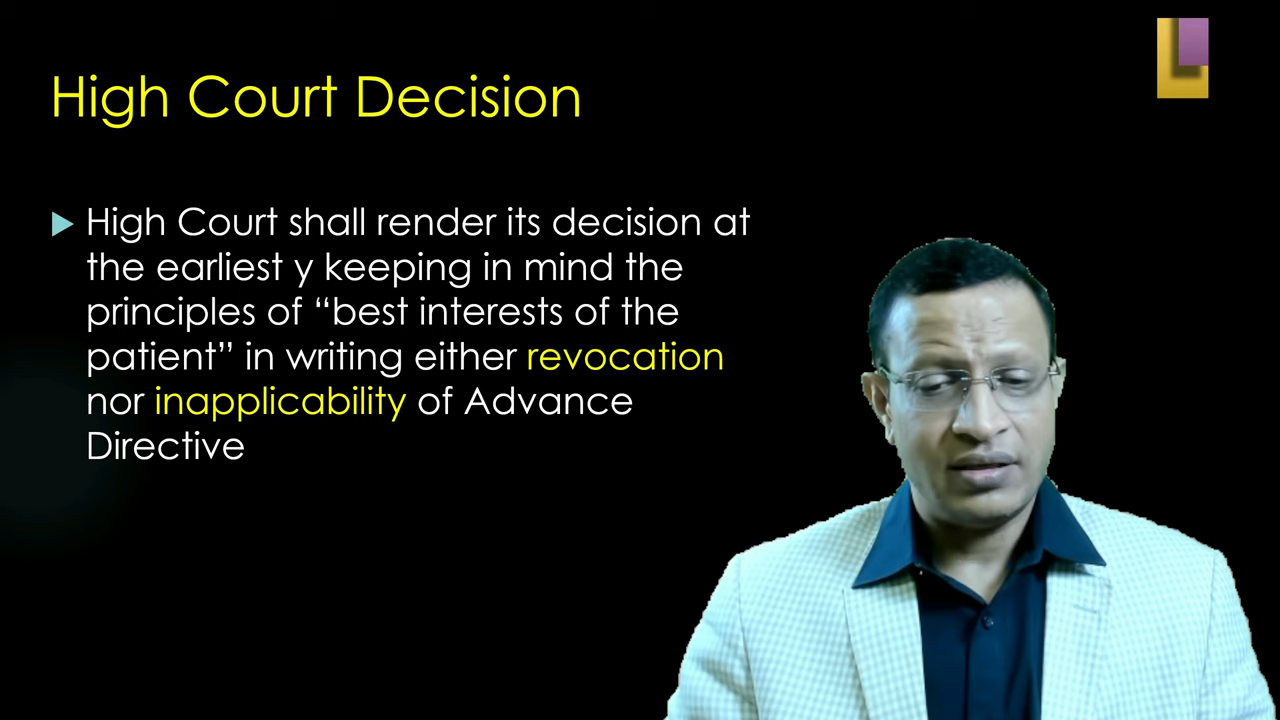 High Court Decision
High Court shall render its decision at
the earliest y keeping in mind the
principles of “best interests of the
patient” in writing either revocation
nor inapplicability of Advance
Directive